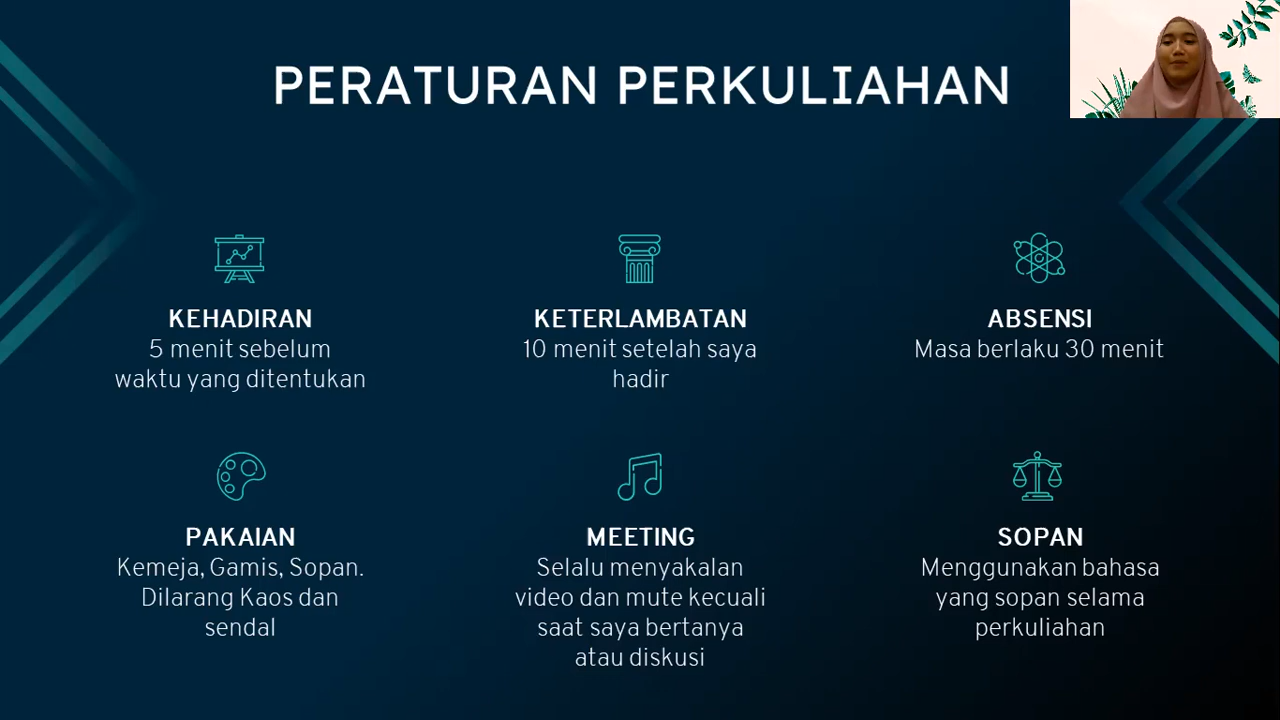 PERATURAN PERKULIAHAN
KEHADIRAN
5 menit sebelum
waktu yang ditentukan
KETERLAMBATAN
10 menit setelah saya
hadir
ABSENSI
Masa berlaku 30 menit
PAKAIAN
Kemeja, Gamis, Sopan.
Dilarang Kaos dan
sendal
MEETING
Selalu menyakalan
video dan mute kecuali
saat saya bertanya
atau diskusi
SOPAN
Menggunakan bahasa
yang sopan selama
perkuliahan